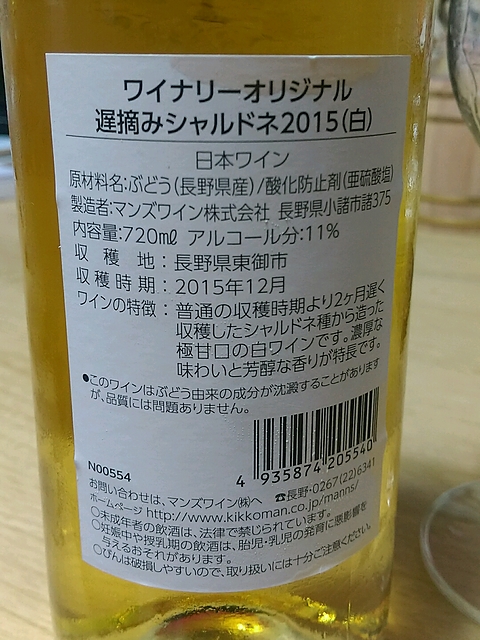 ワイナリーオリジナル
遅摘みシャルドネ2015(白)
日本ワイン
原材料名:ぶどう(長野県産)/酸化防止剤(亜硫酸塩)
製造者:マンズワイン株式会社 長野県小諸市諸375
内容量:720㎖ アルコール分:11%
収穫地:長野県東御市
収穫時期:2015年12月
ワインの特徴:普通の収穫時期より2ヶ月遅く
収穫したシャルドネ種から造った
極甘口の白ワインです。濃厚な
味わいと芳醇な香りが特長です。
●このワインはぶどう由来の成分が沈澱することがあります
が、品質には問題ありません。
4 935874 205540
N00554
お問い合わせは、マンズワイン㈱へ ☎長野・0267(22)6341
ホームページ http://www.kikkoman.co.jp/manns/
○未成年者の飲酒は、法律で禁じられています。
○妊娠中や授乳期の飲酒は、胎児・乳児の発育に悪影響を
与えるおそれがあります。
○びんは破損しやすいので、取り扱いには十分ご注意ください。